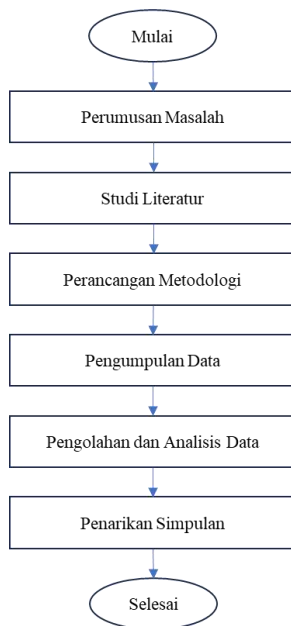 Mulai
Perumusan Masalah
Studi Literatur
Perancangan Metodologi
Pengumpulan Data
Pengolahan dan Analisis Data
Penarikan Simpulan
Selesai